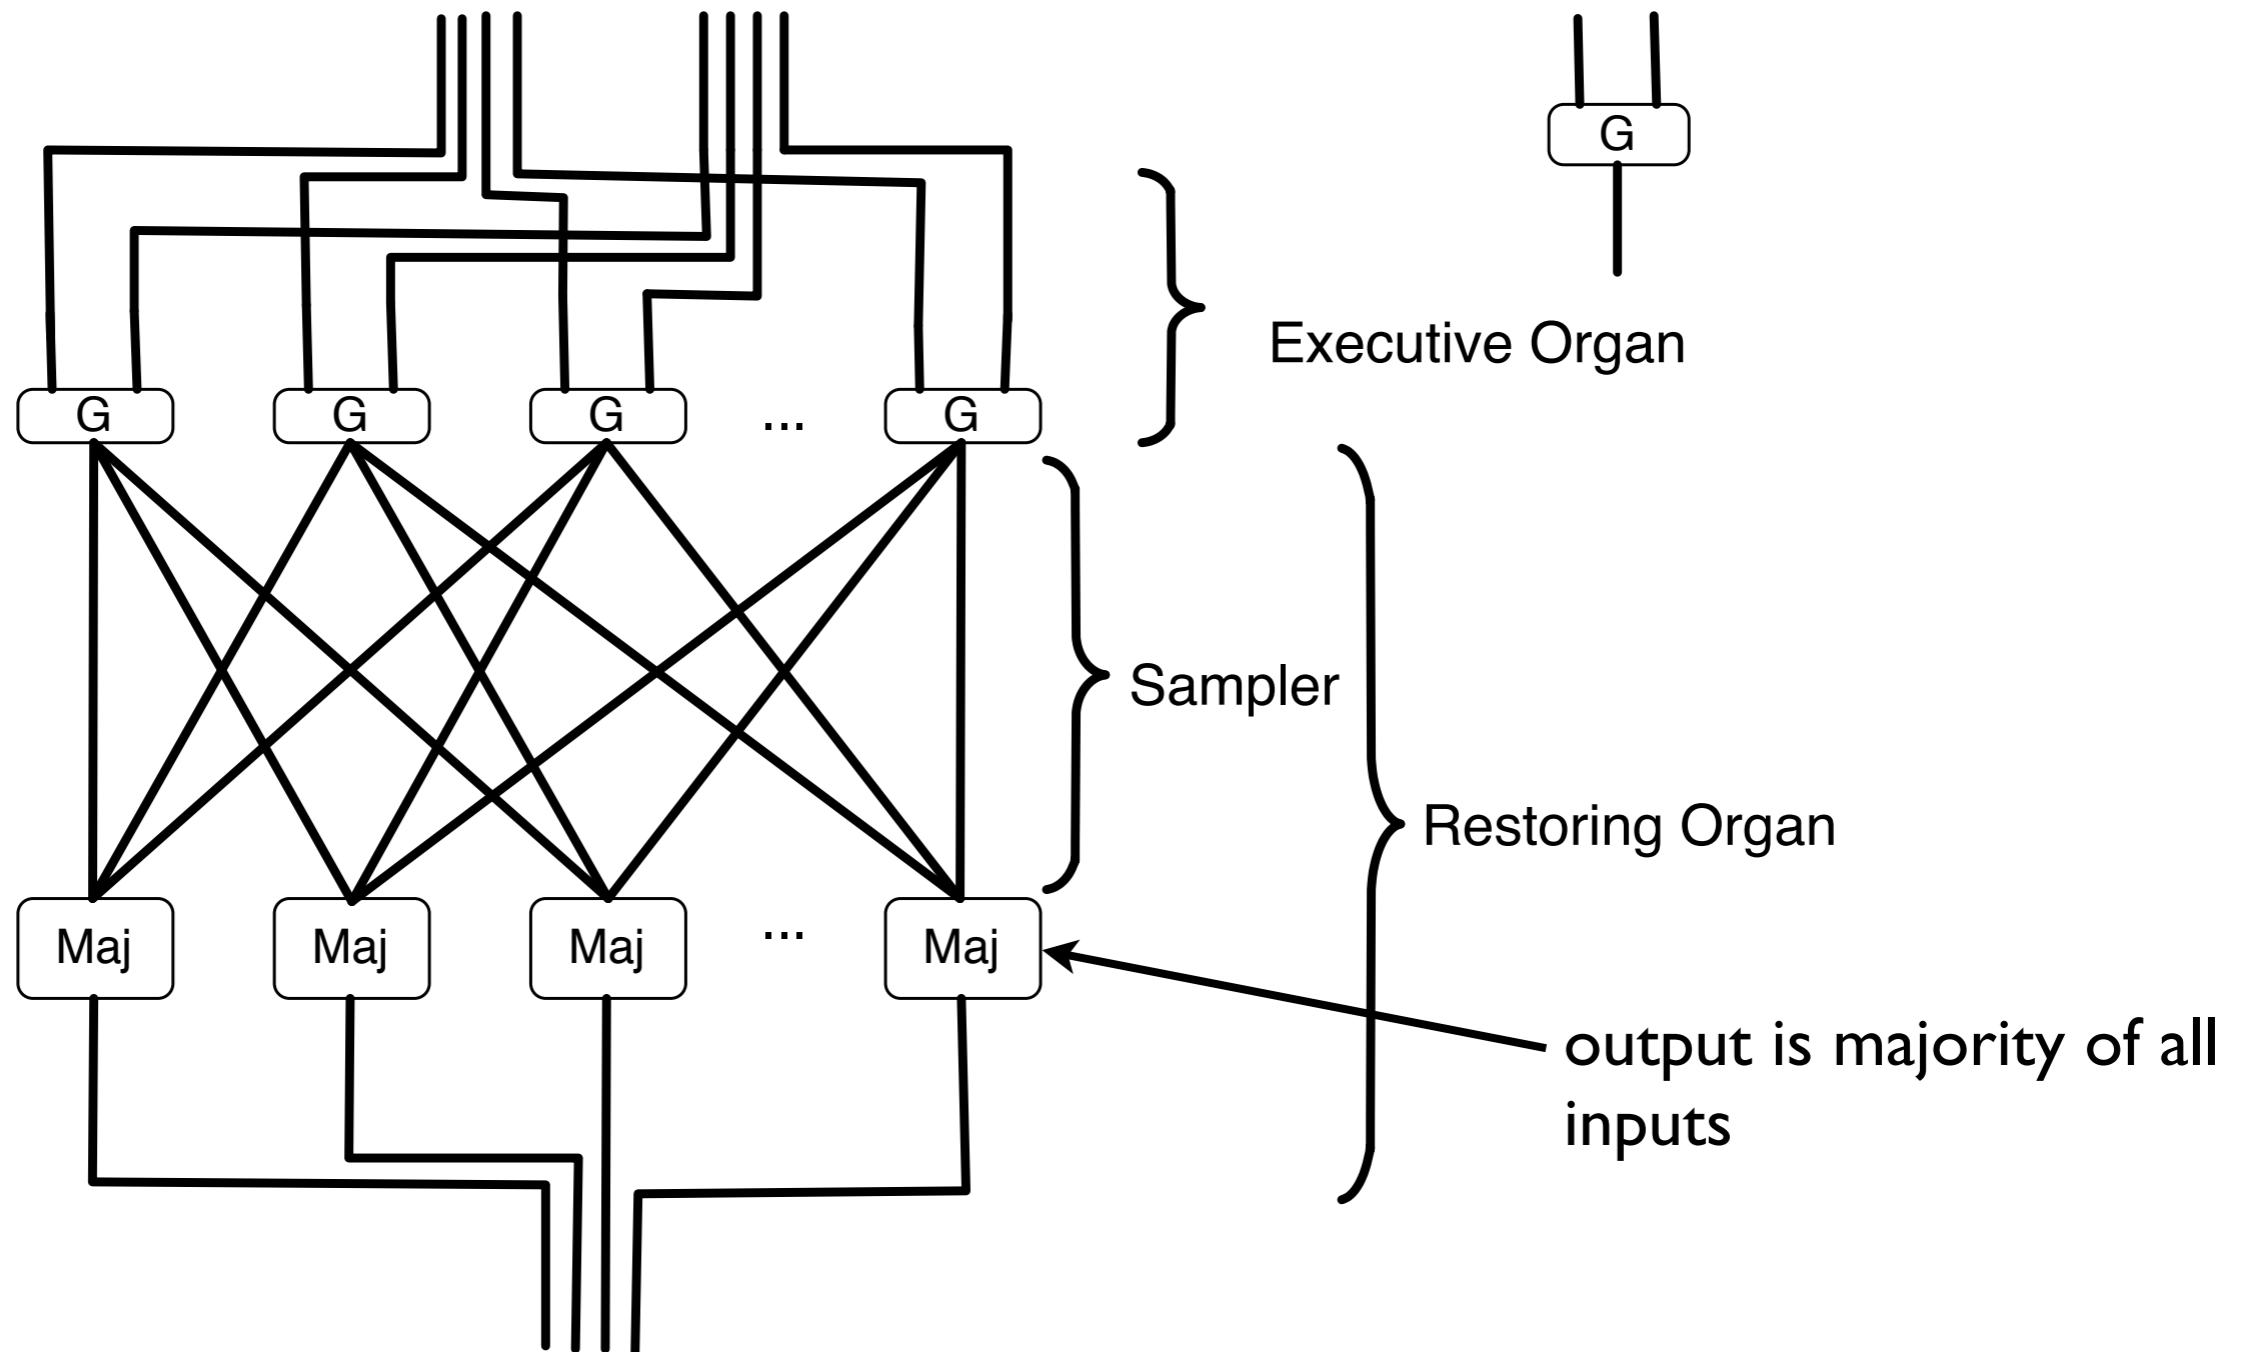 G
Executive Organ
G
G
G
...
G
Sampler
Restoring Organ
Maj
Maj
Maj
...
Maj
output is majority of all
inputs